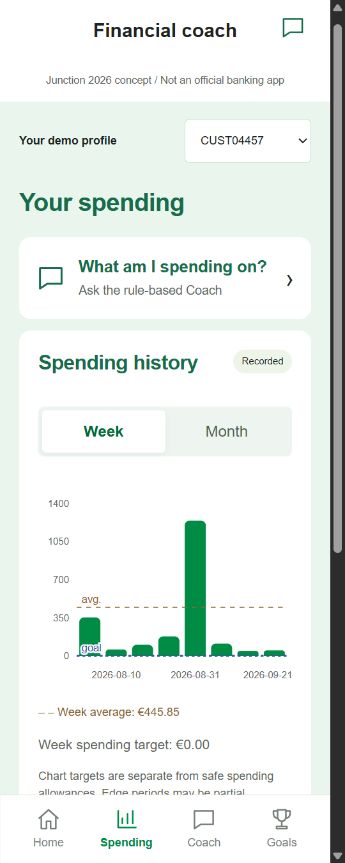 Financial coach
Junction 2026 concept / Not an official banking app
Your demo profile
CUST04457
Your spending
What am I spending on?
Ask the rule-based Coach
Spending history
Recorded
Week
Month
1400
1050
700
avg.
350
goal
0
2026-08-10
2026-08-31
2026-09-21
Week average: €445.85
Week spending target: €0.00
Chart targets are separate from safe spending
allowances. Edge periods may be partial.
Home
Spending
Coach
Goals